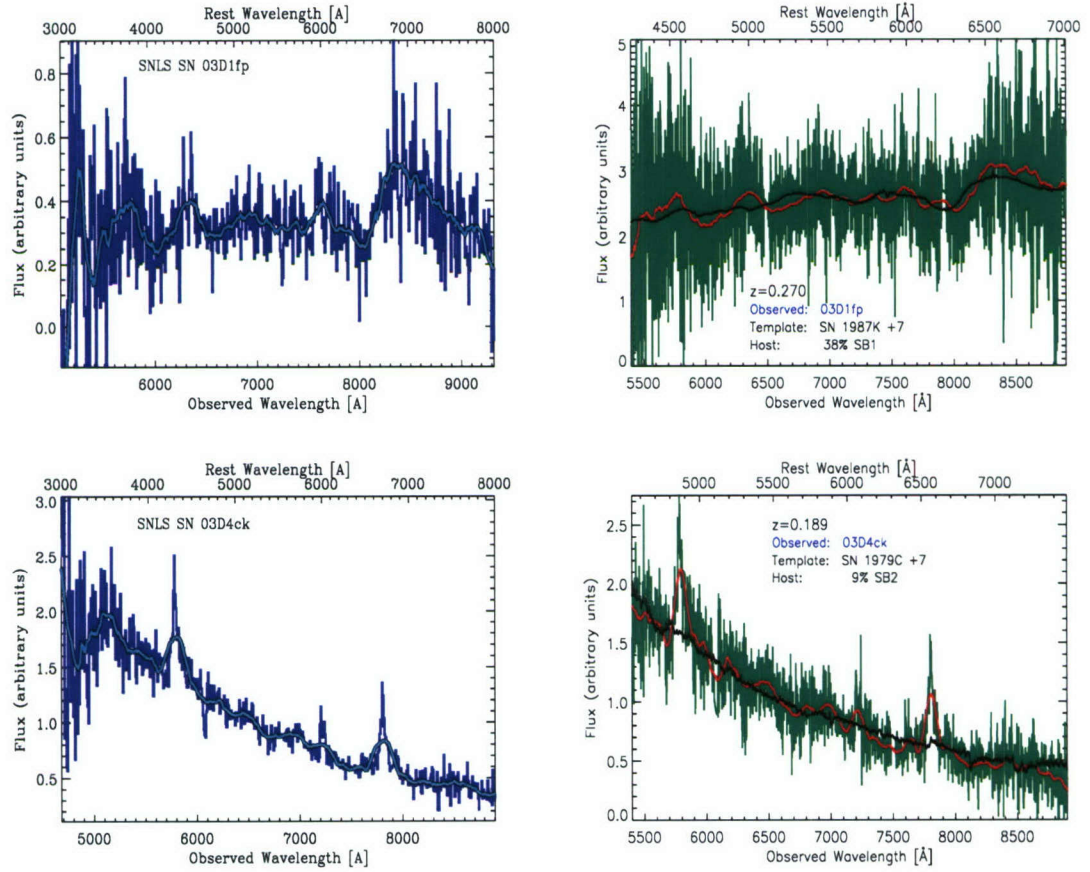 Rest Wavelength [A]
3000 4000 5000 6000 7000 8000
SNLS SN 03D1fp
Flux (arbitrary units)
0.8
0.6
0.4
0.2
0.0
6000 7000 8000 9000
Observed Wavelength [A]
Rest Wavelength [Å]
4500 5000 5500 6000 6500 7000
Flux (arbitrary units)
5
4
3
2
1
0
z=0.270
Observed: 03D1fp
Template: SN 1987K +7
Host: 38% SB1
5500 6000 6500 7000 7500 8000 8500
Observed Wavelength [Å]
Rest Wavelength [A]
3000 4000 5000 6000 7000 8000
SNLS SN 03D4ck
Flux (arbitrary units)
3.0
2.5
2.0
1.5
1.0
0.5
5000 6000 7000 8000
Observed Wavelength [A]
Rest Wavelength [Å]
5000 5500 6000 6500 7000
Flux (arbitrary units)
2.5
2.0
1.5
1.0
0.5
0.0
z=0.189
Observed: 03D4ck
Template: SN 1979C +7
Host: 9% SB2
5500 6000 6500 7000 7500 8000 8500
Observed Wavelength [Å]